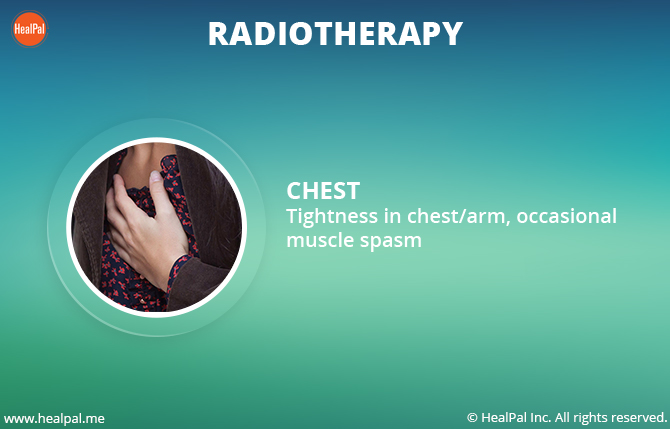 HealPal
RADIOTHERAPY
CHEST
Tightness in chest/arm, occasional
muscle spasm
www.healpal.me
© HealPal Inc. All rights reserved.